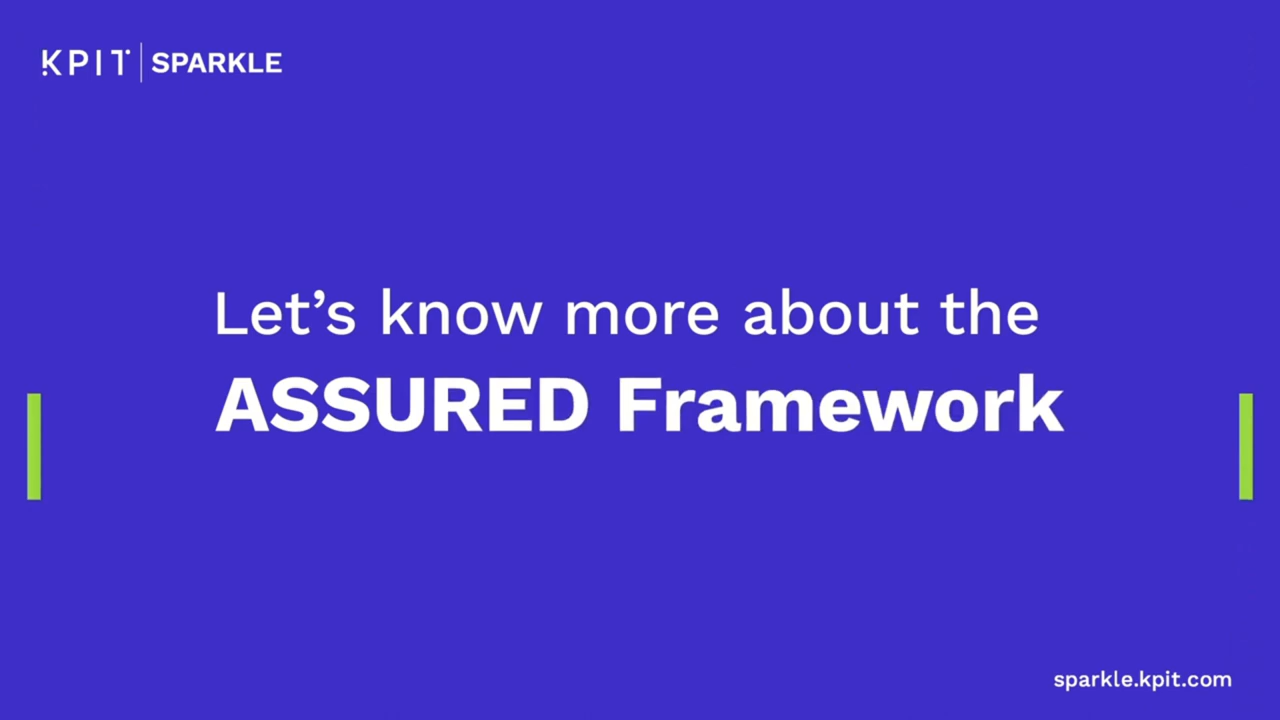 KPIT | SPARKLE
Let’s know more about the
ASSURED Framework
sparkle.kpit.com